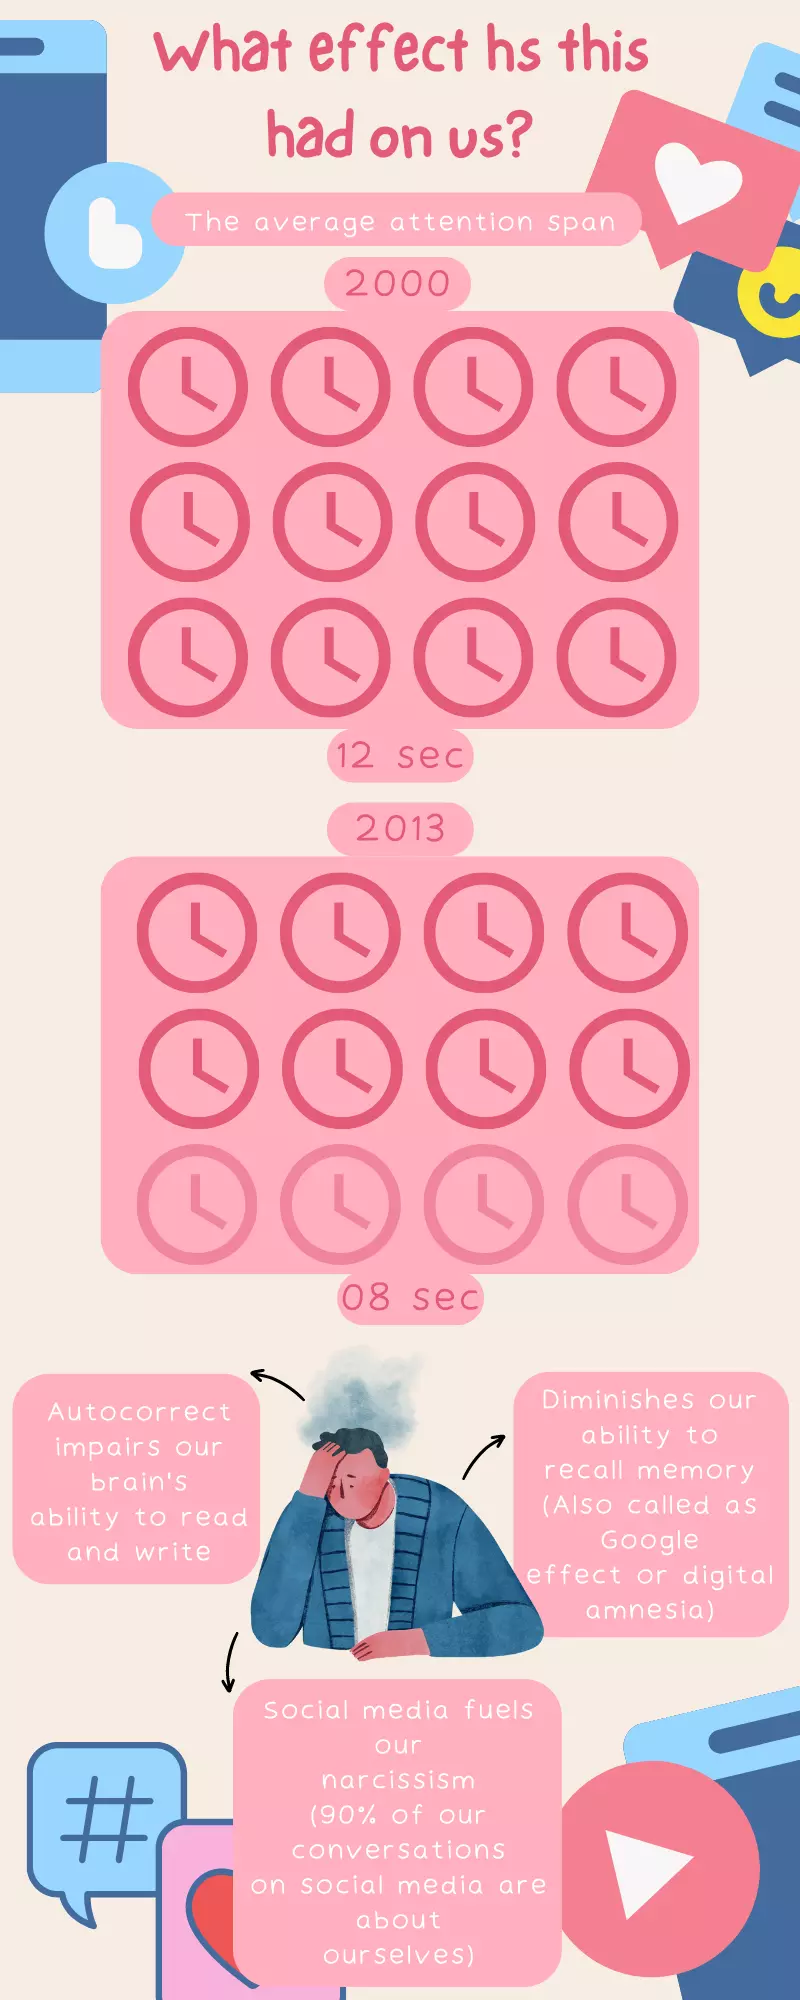 What effect hs this
had on us?
The average attention span
2000
12 sec
2013
08 sec
Autocorrect
impairs our
brain's
ability to read
and write
Diminishes our
ability to
recall memory
(Also called as
Google
effect or digital
amnesia)
Social media fuels
our
narcissism
(90% of our
conversations
on social media are
about
ourselves)